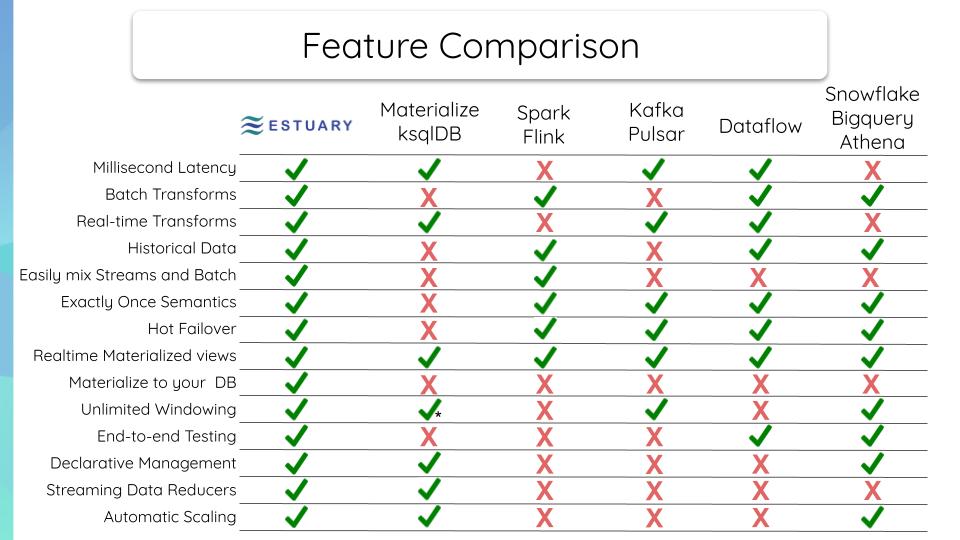 Feature Comparison
ESTUARY
Materialize
ksqlDB
Spark
Flink
Kafka
Pulsar
Dataflow
Snowflake
Bigquery
Athena
Millisecond Latency ✓ ✓ X ✓ ✓ X
Batch Transforms ✓ X ✓ X ✓ ✓
Real-time Transforms ✓ ✓ X ✓ ✓ X
Historical Data ✓ X ✓ X ✓ ✓
Easily mix Streams and Batch ✓ X ✓ X X X
Exactly Once Semantics ✓ X ✓ ✓ ✓ ✓
Hot Failover ✓ X ✓ ✓ ✓ ✓
Realtime Materialized views ✓ ✓ ✓ ✓ ✓ ✓
Materialize to your DB ✓ X X X X X
Unlimited Windowing ✓ ✓* X ✓ X ✓
End-to-end Testing ✓ X X X ✓ ✓
Declarative Management ✓ ✓ X X X ✓
Streaming Data Reducers ✓ ✓ X X X X
Automatic Scaling ✓ ✓ X X X ✓